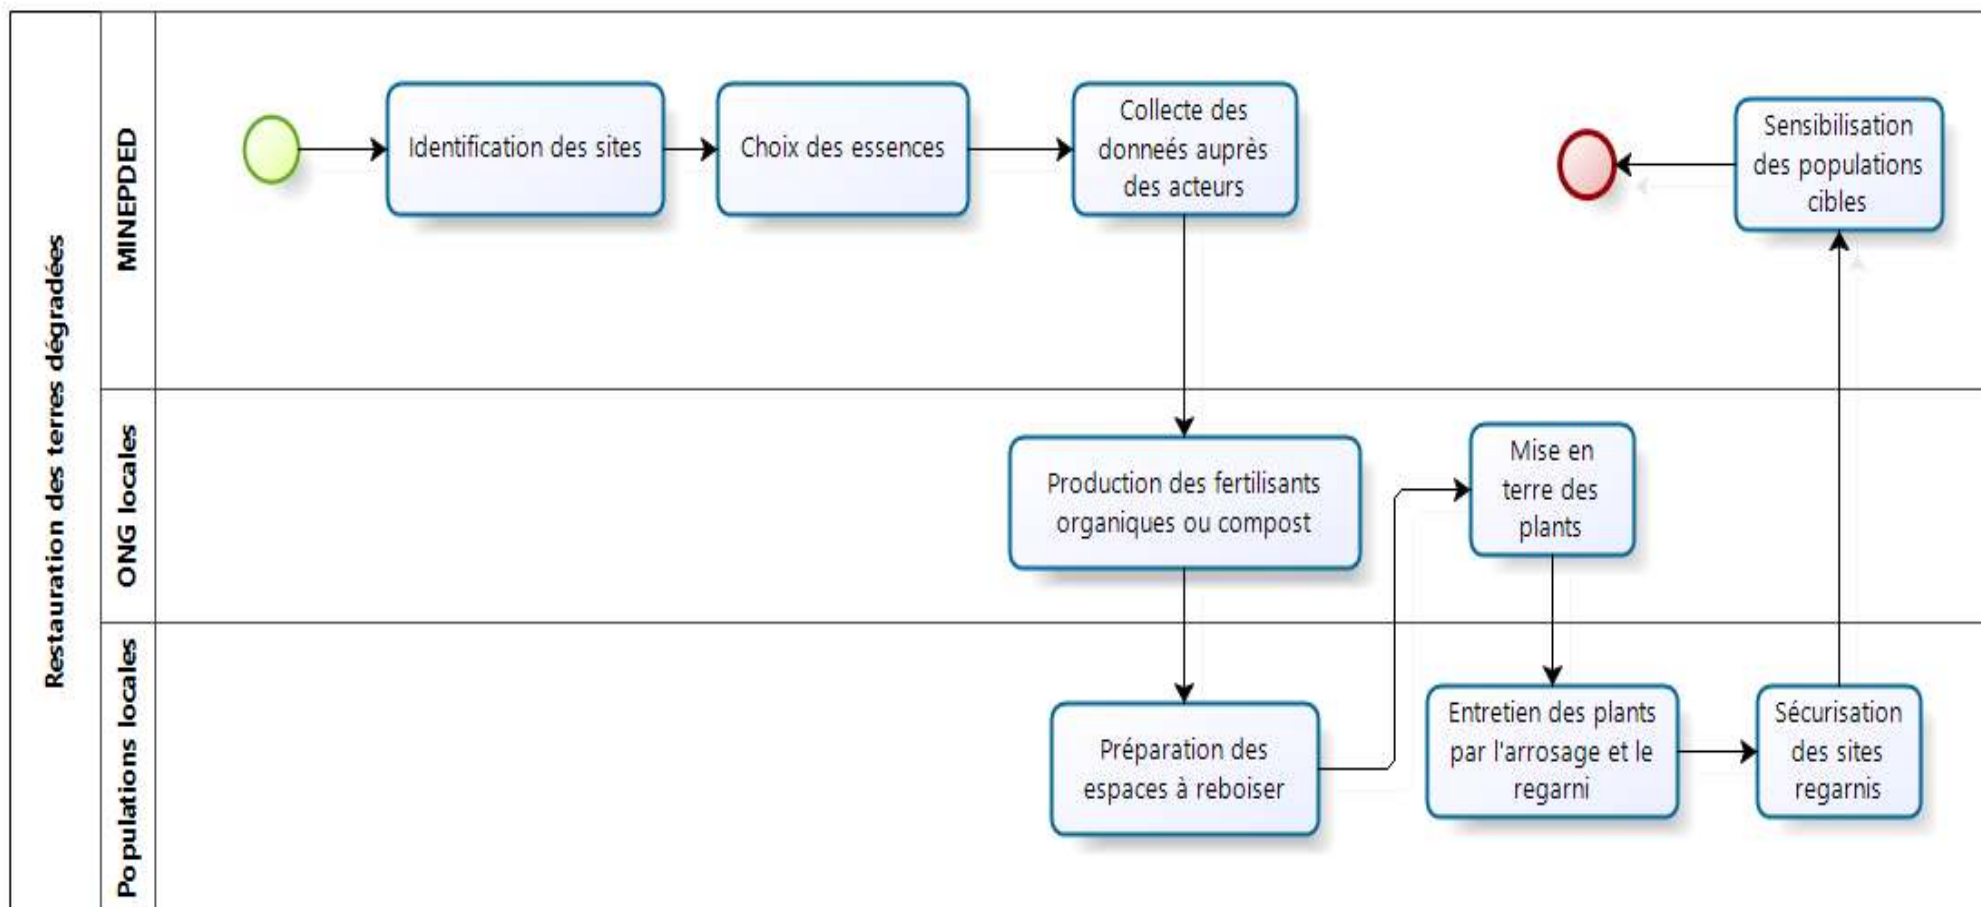 Restauration des terres dégradées
MINEPDED
Identification des sites
Choix des essences
Collecte des
donneés auprès
des acteurs
Sensibilisation
des populations
cibles
ONG locales
Production des fertilisants
organiques ou compost
Mise en
terre des
plants
Populations locales
Préparation des
espaces à reboiser
Entretien des plants
par l'arrosage et le
regarni
Sécurisation
des sites
regarnis